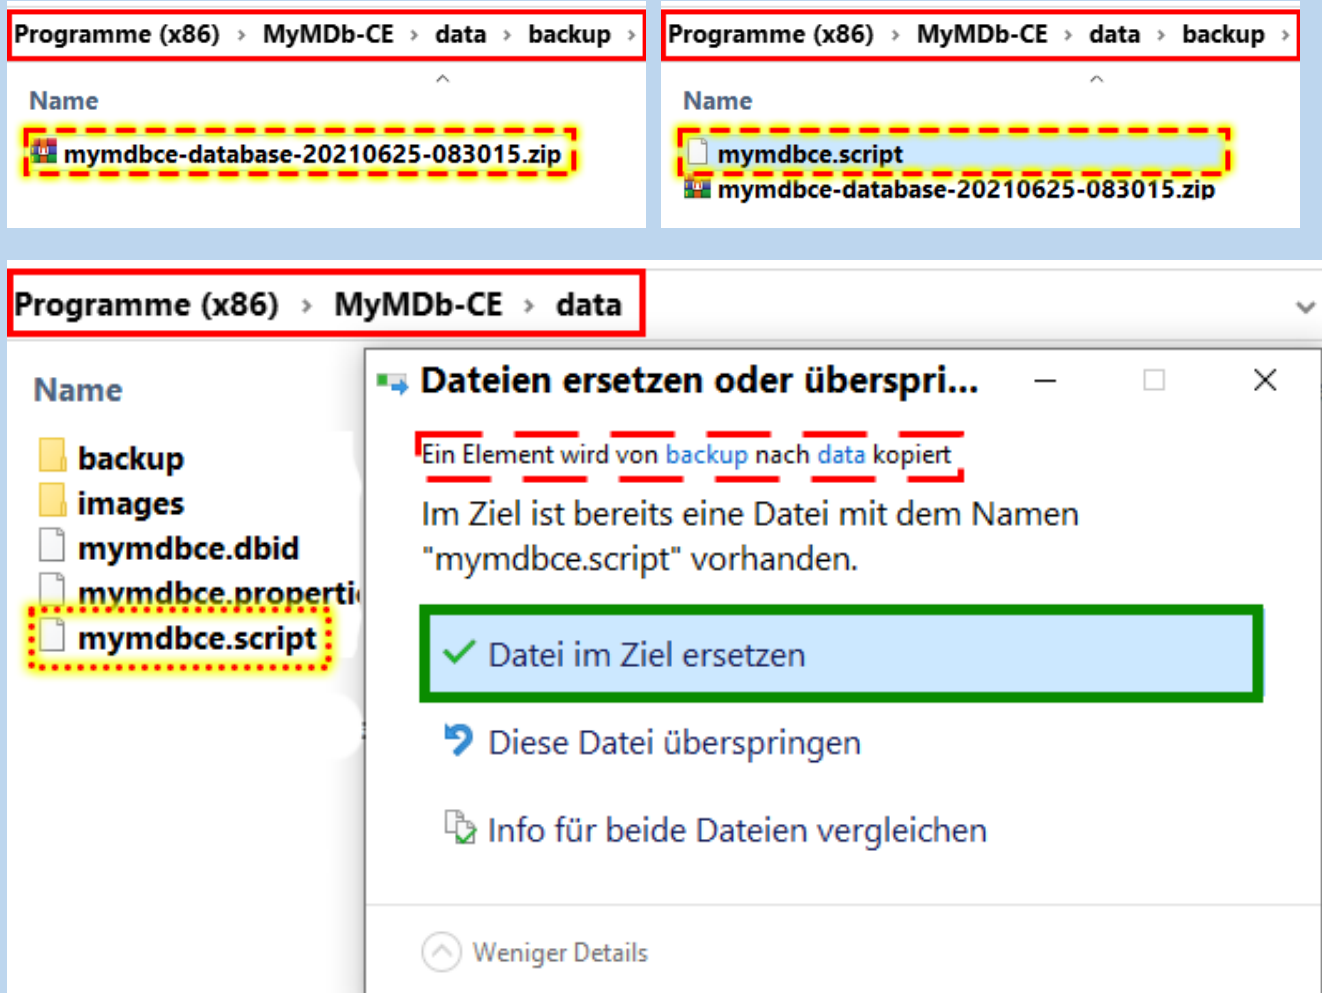 Programme (x86) › MyMDb-CE › data › backup ›
Name
mymdbce-database-20210625-083015.zip
Programme (x86) › MyMDb-CE › data › backup ›
Name
mymdbce.script
mymdbce-database-20210625-083015.zip
Programme (x86) › MyMDb-CE › data
Name
backup
images
mymdbce.dbid
mymdbce.properti
mymdbce.script
Dateien ersetzen oder überspri...
Ein Element wird von backup nach data kopiert
Im Ziel ist bereits eine Datei mit dem Namen
"mymdbce.script" vorhanden.
Datei im Ziel ersetzen
Diese Datei überspringen
Info für beide Dateien vergleichen
Weniger Details